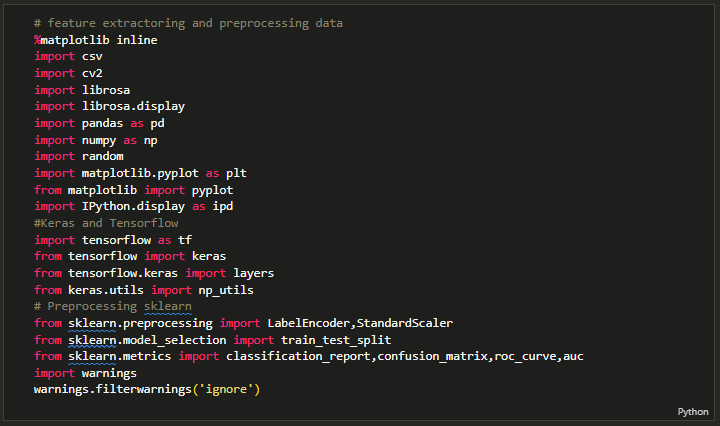 # feature extractoring and preprocessing data
%matplotlib inline
import csv
import cv2
import librosa
import librosa.display
import pandas as pd
import numpy as np
import random
import matplotlib.pyplot as plt
from matplotlib import pyplot
import IPython.display as ipd
#Keras and Tensorflow
import tensorflow as tf
from tensorflow import keras
from tensorflow.keras import layers
from keras.utils import np_utils
# Preprocessing sklearn
from sklearn.preprocessing import LabelEncoder,StandardScaler
from sklearn.model_selection import train_test_split
from sklearn.metrics import classification_report,confusion_matrix,roc_curve,auc
import warnings
warnings.filterwarnings('ignore')
Python